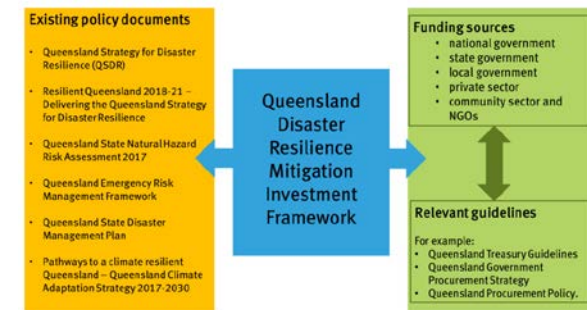 Existing policy documents
• Queensland Strategy for Disaster
Resilience (QSDR)
• Resilient Queensland 2018-21 –
Delivering the Queensland Strategy
for Disaster Resilience
• Queensland State Natural Hazard
Risk Assessment 2017
• Queensland Emergency Risk
Management Framework
• Queensland State Disaster
Management Plan
• Pathways to a climate resilient
Queensland – Queensland Climate
Adaptation Strategy 2017-2030
Queensland
Disaster
Resilience
Mitigation
Investment
Framework
Funding sources
• national government
• state government
• local government
• private sector
• community sector and
NGOs
Relevant guidelines
For example:
• Queensland Treasury Guidelines
• Queensland Government
Procurement Strategy
• Queensland Procurement Policy.